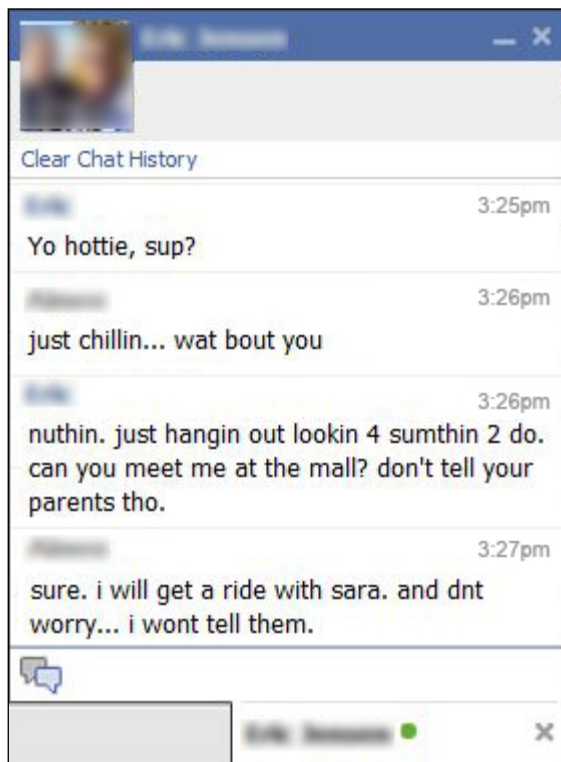 Clear Chat History
3:25pm
Yo hottie, sup?
3:26pm
just chillin... wat bout you
3:26pm
nuthin. just hangin out lookin 4 sumthin 2 do.
can you meet me at the mall? don't tell your
parents tho.
3:27pm
sure. i will get a ride with sara. and dnt
worry... i wont tell them.